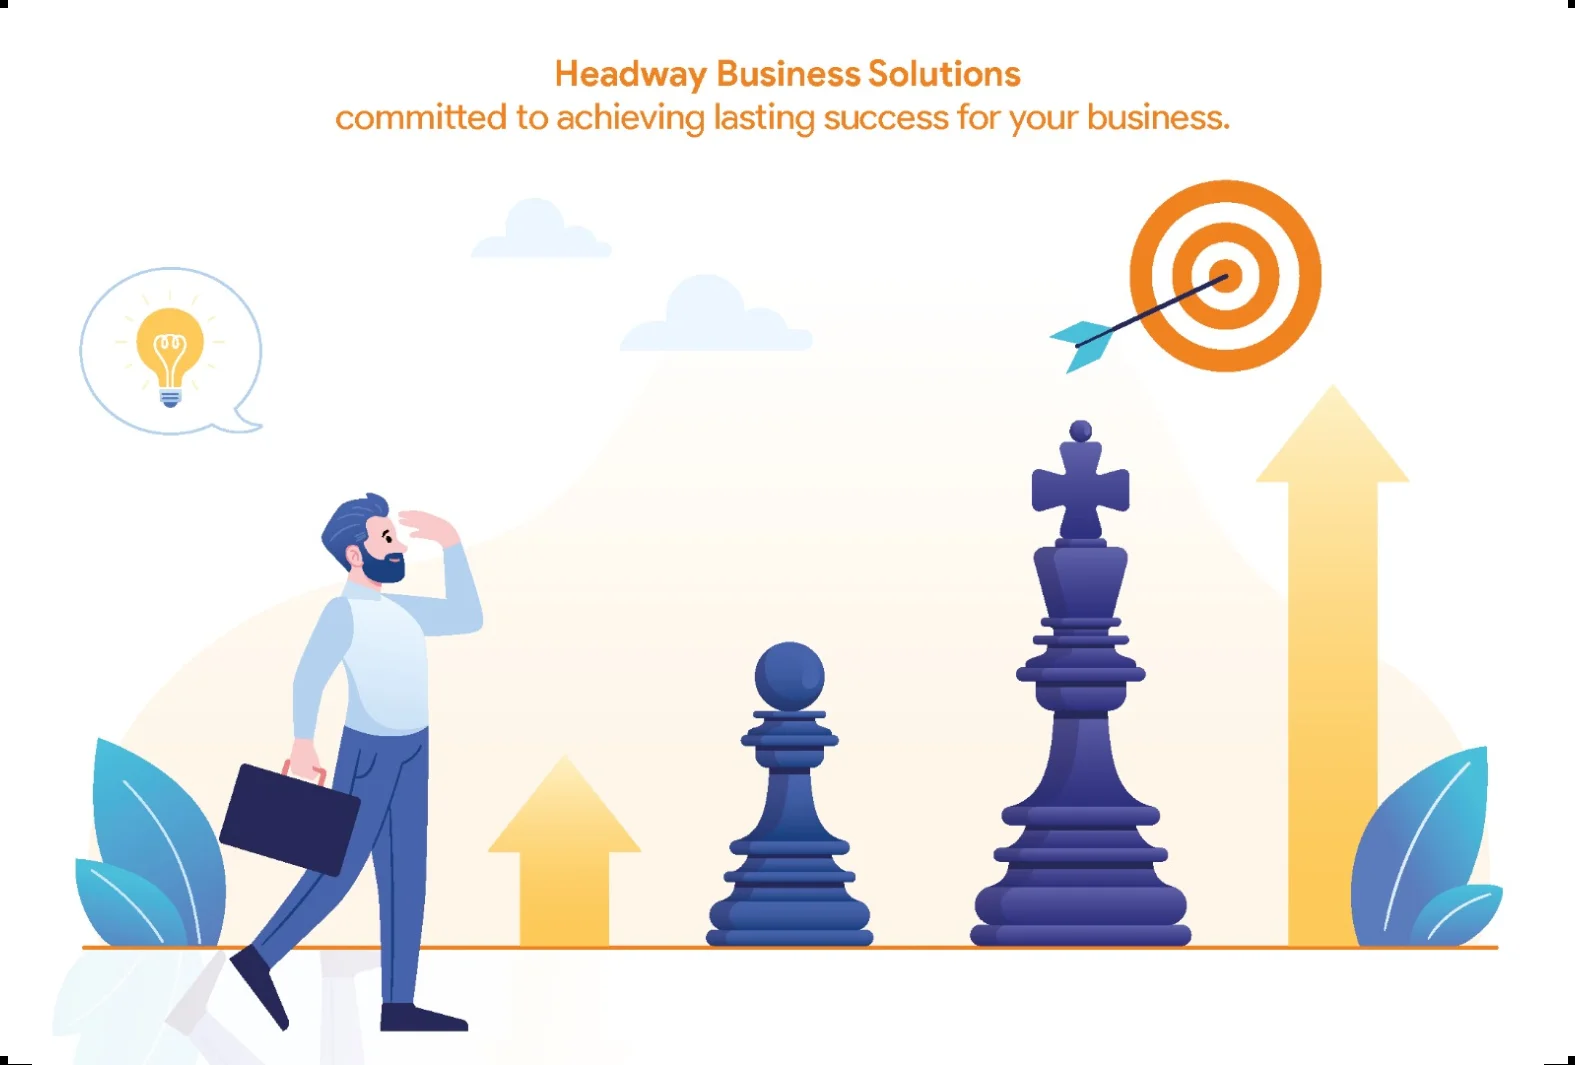 Headway Business Solutions
committed to achieving lasting success for your business.